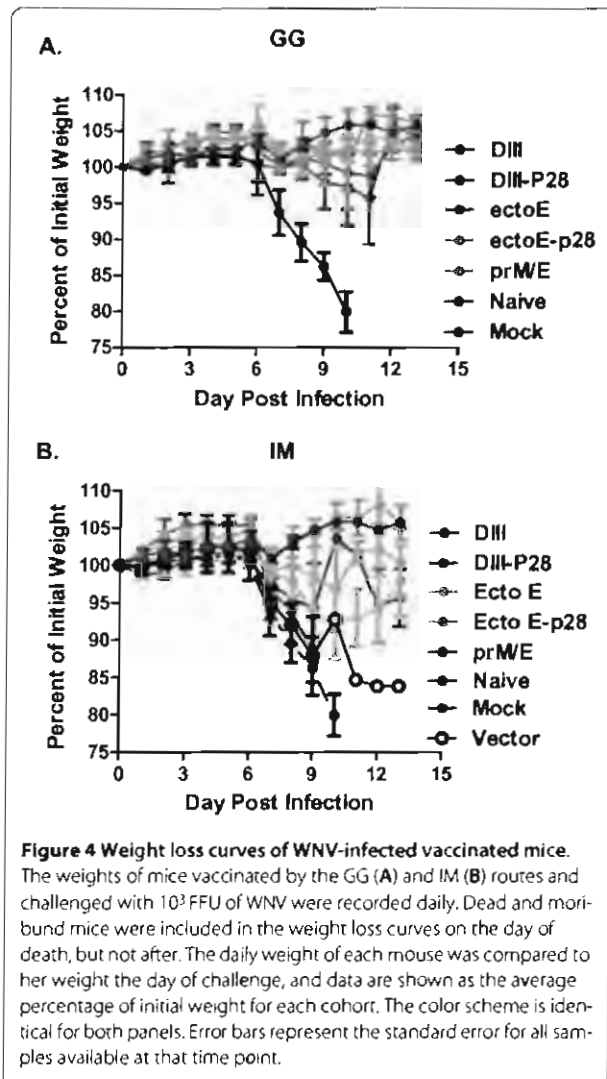 A.
GG
110
105
100
95
90
85
80
75
Percent of Initial Weight
0 3 6 9 12 15
Day Post Infection
DIII
DIII-P28
ectoE
ectoE-p28
prM/E
Naive
Mock
B.
IM
110
105
100
95
90
85
80
75
Percent of Initial Weight
0 3 6 9 12 15
Day Post Infection
DIII
DIII-P28
Ecto E
Ecto E-p28
prM/E
Naive
Mock
Vector
Figure 4 Weight loss curves of WNV-infected vaccinated mice.
The weights of mice vaccinated by the GG (A) and IM (B) routes and
challenged with 10³ FFU of WNV were recorded daily. Dead and mori-
bund mice were included in the weight loss curves on the day of
death, but not after. The daily weight of each mouse was compared to
her weight the day of challenge, and data are shown as the average
percentage of initial weight for each cohort. The color scheme is iden-
tical for both panels. Error bars represent the standard error for all sam-
ples available at that time point.